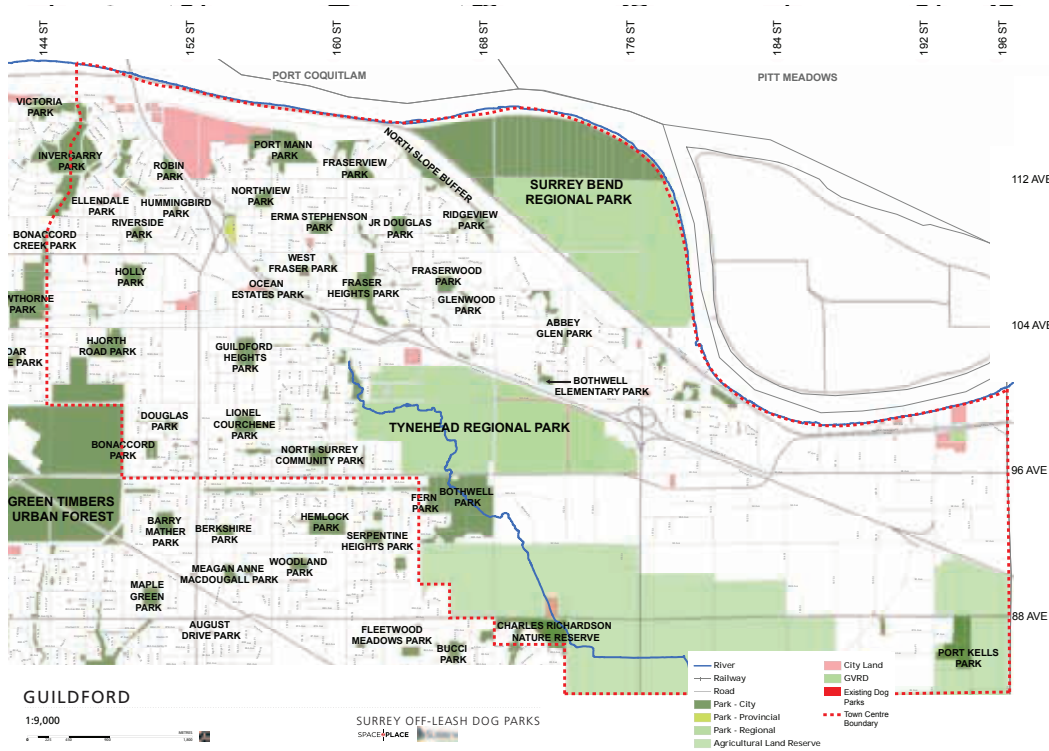 144 ST
152 ST
160 ST
168 ST
176 ST
184 ST
192 ST
196 ST
PORT COQUITLAM
PITT MEADOWS
VICTORIA
PARK
INVERGARRY
PARK
ROBIN
PARK
PORT MANN
PARK
FRASERVIEW
PARK
NORTH SLOPE BUFFER
112 AVE
SURREY BEND
REGIONAL PARK
ELLENDALE
PARK
HUMMINGBIRD
PARK
NORTHVIEW
PARK
RIVERSIDE
PARK
ERMA STEPHENSON
PARK
JR DOUGLAS
PARK
RIDGEVIEW
PARK
BONACCORD
CREEK PARK
HOLLY
PARK
WEST
FRASER PARK
OCEAN
ESTATES PARK
FRASER
HEIGHTS PARK
FRASERWOOD
PARK
GLENWOOD
PARK
WTHORNE
PARK
ABBEY
GLEN PARK
104 AVE
HJORTH
ROAD PARK
DAR
E PARK
GUILDFORD
HEIGHTS
PARK
BOTHWELL
ELEMENTARY PARK
DOUGLAS
PARK
LIONEL
COURCHENE
PARK
TYNEHEAD REGIONAL PARK
BONACCORD
PARK
NORTH SURREY
COMMUNITY PARK
96 AVE
GREEN TIMBERS
URBAN FOREST
FERN
PARK
BOTHWELL
PARK
BARRY
MATHER
PARK
BERKSHIRE
PARK
HEMLOCK
PARK
SERPENTINE
HEIGHTS PARK
MEAGAN ANNE
MACDOUGALL PARK
WOODLAND
PARK
MAPLE
GREEN
PARK
88 AVE
AUGUST
DRIVE PARK
FLEETWOOD
MEADOWS PARK
CHARLES RICHARDSON
NATURE RESERVE
BUCCI
PARK
PORT KELLS
PARK
River
Railway
Road
Park - City
Park - Provincial
Park - Regional
Agricultural Land Reserve
City Land
GVRD
Existing Dog
Parks
Town Centre
Boundary
GUILDFORD
1:9,000
METRES
SURREY OFF-LEASH DOG PARKS
SPACE PLACE